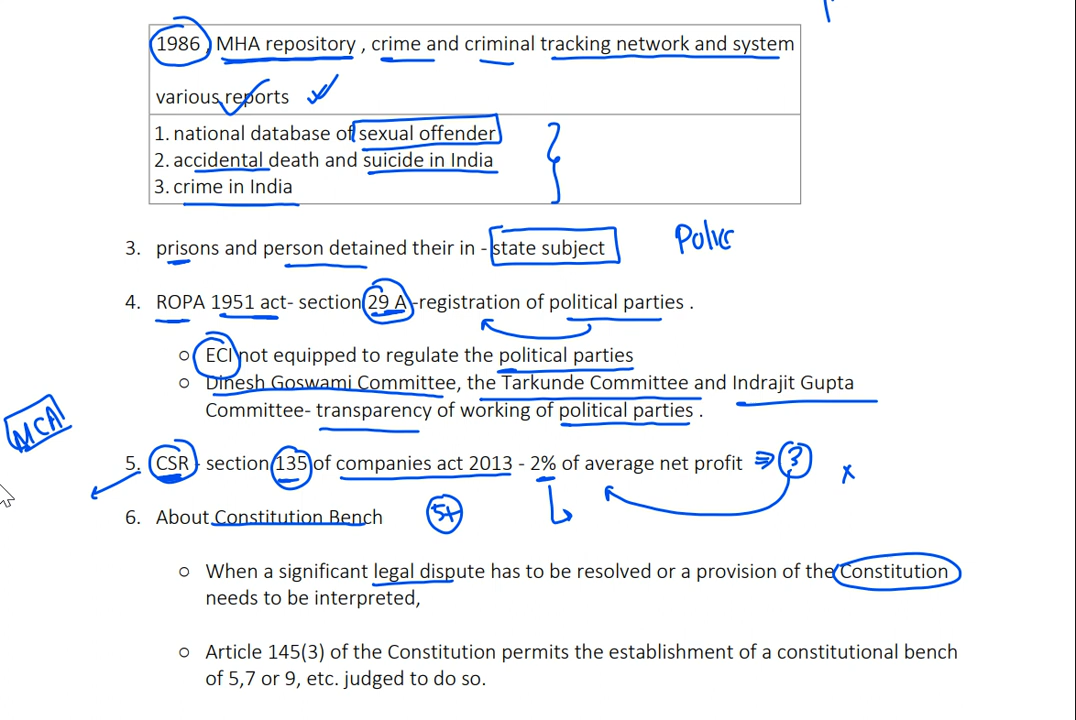 1986 , MHA repository , crime and criminal tracking network and system
various reports
1. national database of sexual offender
2. accidental death and suicide in India
3. crime in India
3. prisons and person detained their in - state subject
Police
4. ROPA 1951 act- section 29 A -registration of political parties .
○ ECI not equipped to regulate the political parties
○ Dinesh Goswami Committee, the Tarkunde Committee and Indrajit Gupta
Committee- transparency of working of political parties .
MCA
5. CSR - section 135 of companies act 2013 - 2% of average net profit ⇒ 3 x
6. About Constitution Bench 5+
○ When a significant legal dispute has to be resolved or a provision of the Constitution
needs to be interpreted,
○ Article 145(3) of the Constitution permits the establishment of a constitutional bench
of 5,7 or 9, etc. judged to do so.